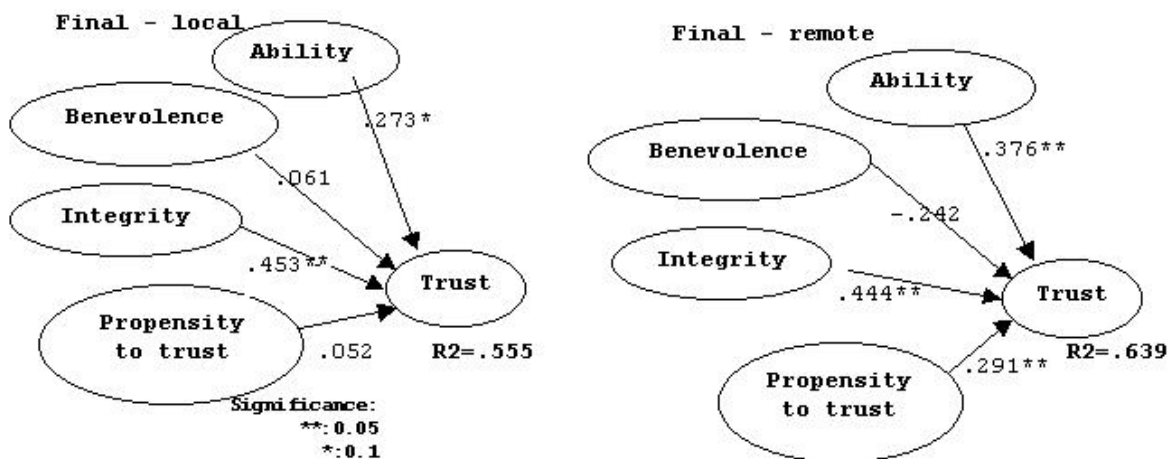 Final - local
Ability
Benevolence
.273*
.061
Integrity
.453**
Trust
Propensity
to trust
.052
R2=.555
Significance:
**:0.05
*:0.1
Final - remote
Ability
Benevolence
.376**
-.242
Integrity
.444**
Trust
R2=.639
.291**
Propensity
to trust